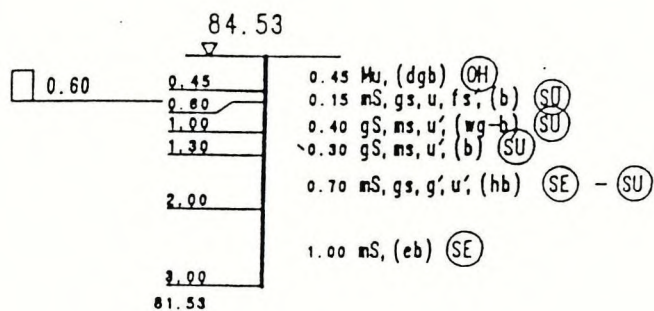 84.53
0.60
0.45
0.60
1.00
1.30
2.00
3.00
81.53
0.45 Mu, (dgb) OH
0.15 mS, gs, u, fs', (b) SU
0.40 gS, ms, u', (wg-b) SU
0.30 gS, ms, u', (b) SU
0.70 mS, gs, g', u', (hb) SE - SU
1.00 mS, (eb) SE